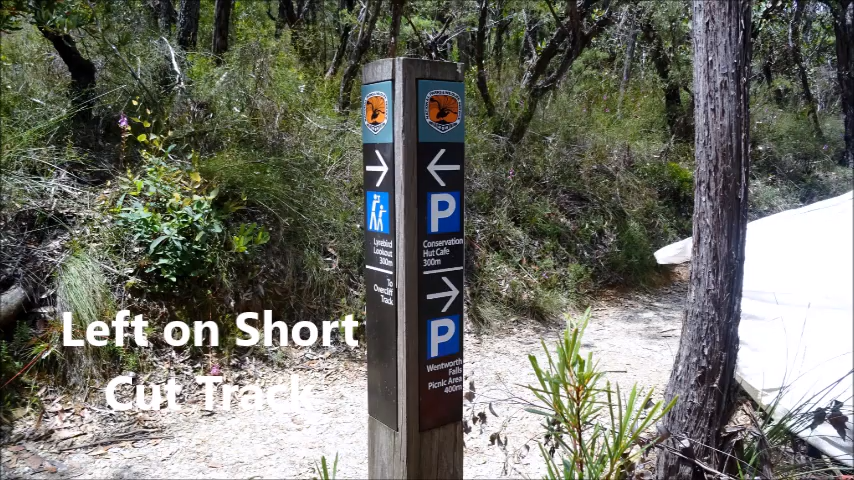 Left on Short
Cut Track
Lyrebird
Lookout
300m
To
Overcliff
Track
P
Conservation
Hut Cafe
300m
P
Wentworth
Falls
Picnic Area
400m